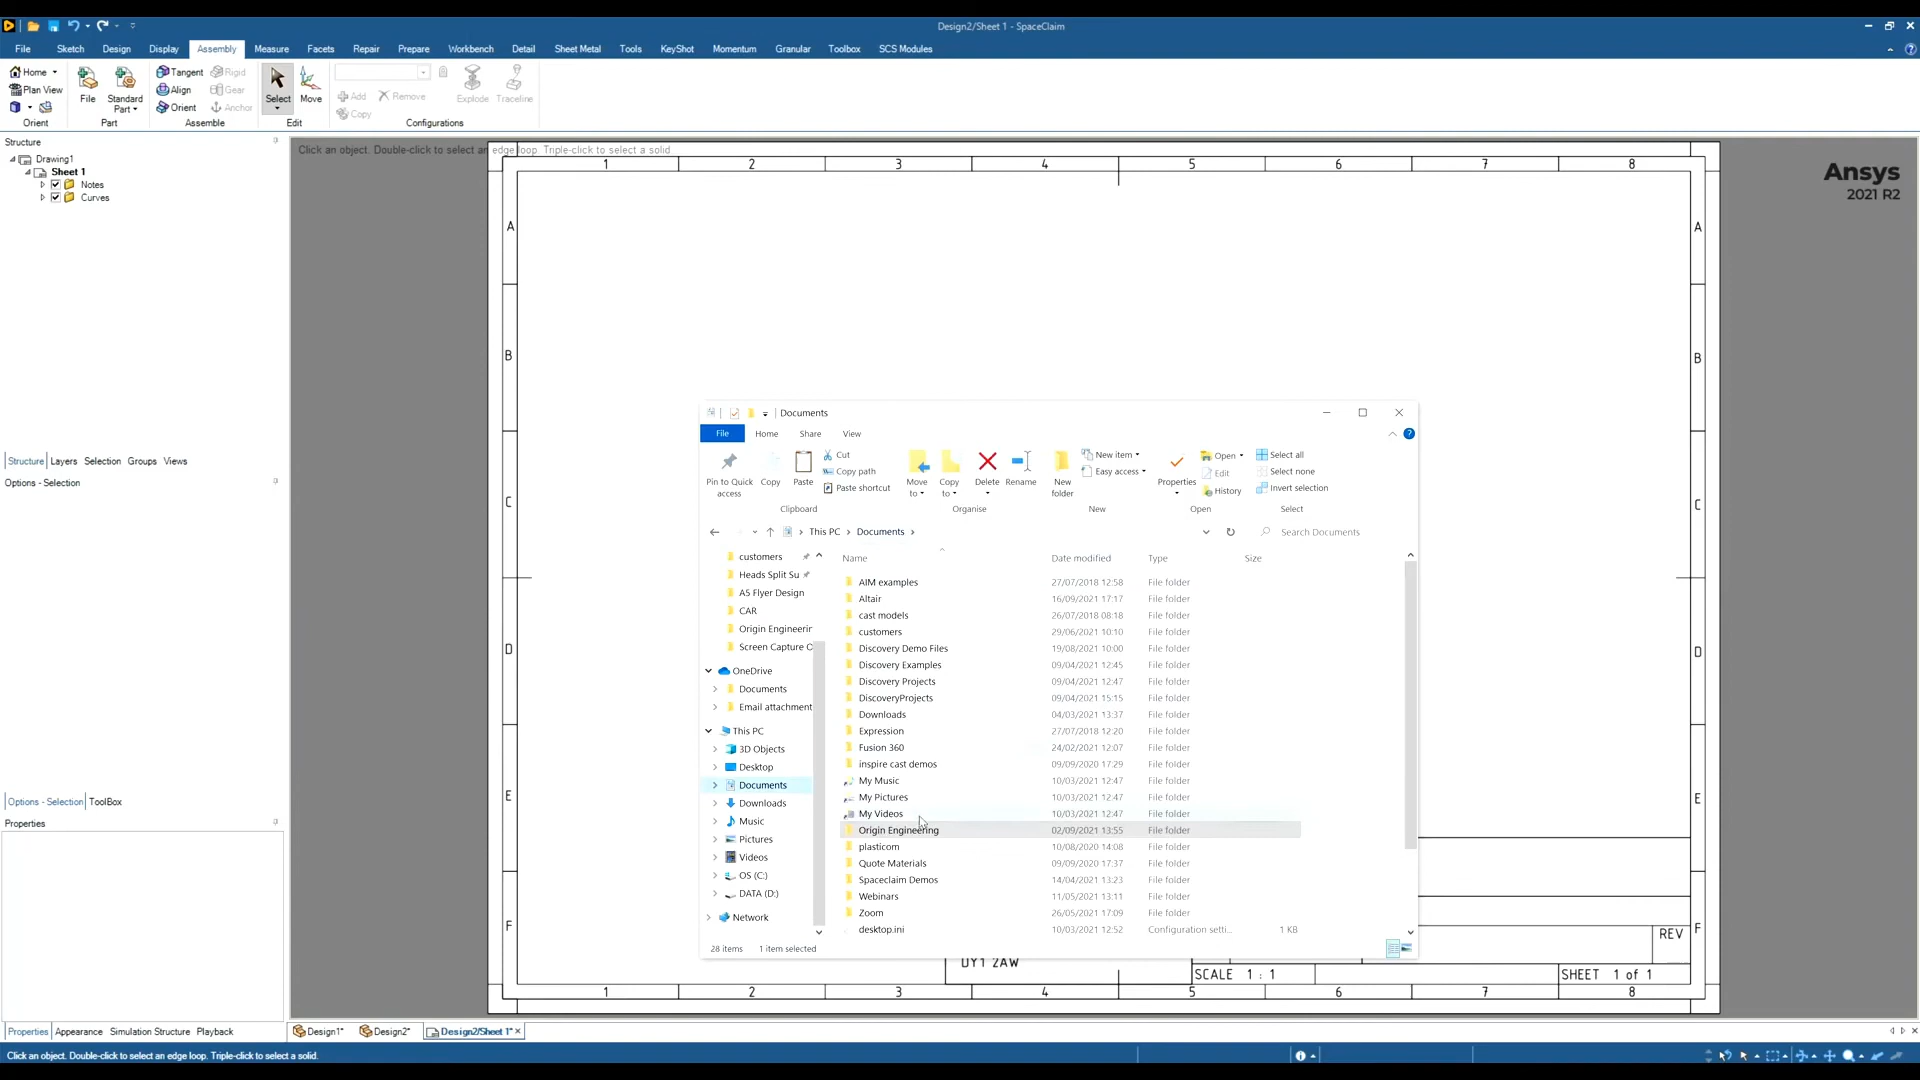 Design2/Sheet 1 - SpaceClaim
File Sketch Design Display Assembly Measure Facets Repair Prepare Workbench Detail Sheet Metal Tools KeyShot Momentum Granular Toolbox SCS Modules
Home
Plan View
Orient
File
Standard
Part
Part
Tangent Rigid
Align Gear
Orient Anchor
Assemble
Select Move
Edit
Add Remove
Copy
Explode Traceline
Configurations
Structure
Drawing1
Sheet 1
Notes
Curves
Structure Layers Selection Groups Views
Options - Selection
Options - Selection ToolBox
Properties
Properties Appearance Simulation Structure Playback
Click an object. Double-click to select an edge loop. Triple-click to select a solid.
1 2 3 4 5 6 7 8
A A
B B
C C
D D
E E
F F
Ansys
2021 R2
Documents
File Home Share View
Pin to Quick
access
Copy
Paste
Cut
Copy path
Paste shortcut
Clipboard
Move
to
Copy
to
Delete
Rename
Organise
New
folder
New item
Easy access
New
Properties
Open
Edit
History
Open
Select all
Select none
Invert selection
Select
This PC Documents
Search Documents
customers
Heads Split Su
A5 Flyer Design
CAR
Origin Engineerir
Screen Capture C
OneDrive
Documents
Email attachment
This PC
3D Objects
Desktop
Documents
Downloads
Music
Pictures
Videos
OS (C:)
DATA (D:)
Network
Name Date modified Type Size
AIM examples 27/07/2018 12:58 File folder
Altair 16/09/2021 17:17 File folder
cast models 26/07/2018 08:18 File folder
customers 29/06/2021 10:10 File folder
Discovery Demo Files 19/08/2021 10:00 File folder
Discovery Examples 09/04/2021 12:45 File folder
Discovery Projects 09/04/2021 12:47 File folder
DiscoveryProjects 09/04/2021 15:15 File folder
Downloads 04/03/2021 13:37 File folder
Expression 27/07/2018 12:20 File folder
Fusion 360 24/02/2021 12:07 File folder
inspire cast demos 09/09/2020 17:29 File folder
My Music 10/03/2021 12:47 File folder
My Pictures 10/03/2021 12:47 File folder
My Videos 10/03/2021 12:47 File folder
Origin Engineering 02/09/2021 13:55 File folder
plasticom 10/08/2020 14:08 File folder
Quote Materials 09/09/2020 17:37 File folder
Spaceclaim Demos 14/04/2021 13:23 File folder
Webinars 11/05/2021 13:11 File folder
Zoom 26/05/2021 17:09 File folder
desktop.ini 10/03/2021 12:52 Configuration setti... 1 KB
28 items 1 item selected
DY1 2AW
REV
SCALE 1 : 1
SHEET 1 of 1
1 2 3 4 5 6 7 8
Design1* Design2* Design2/Sheet 1*
Click an object. Double-click to select an edge loop. Triple-click to select a solid.